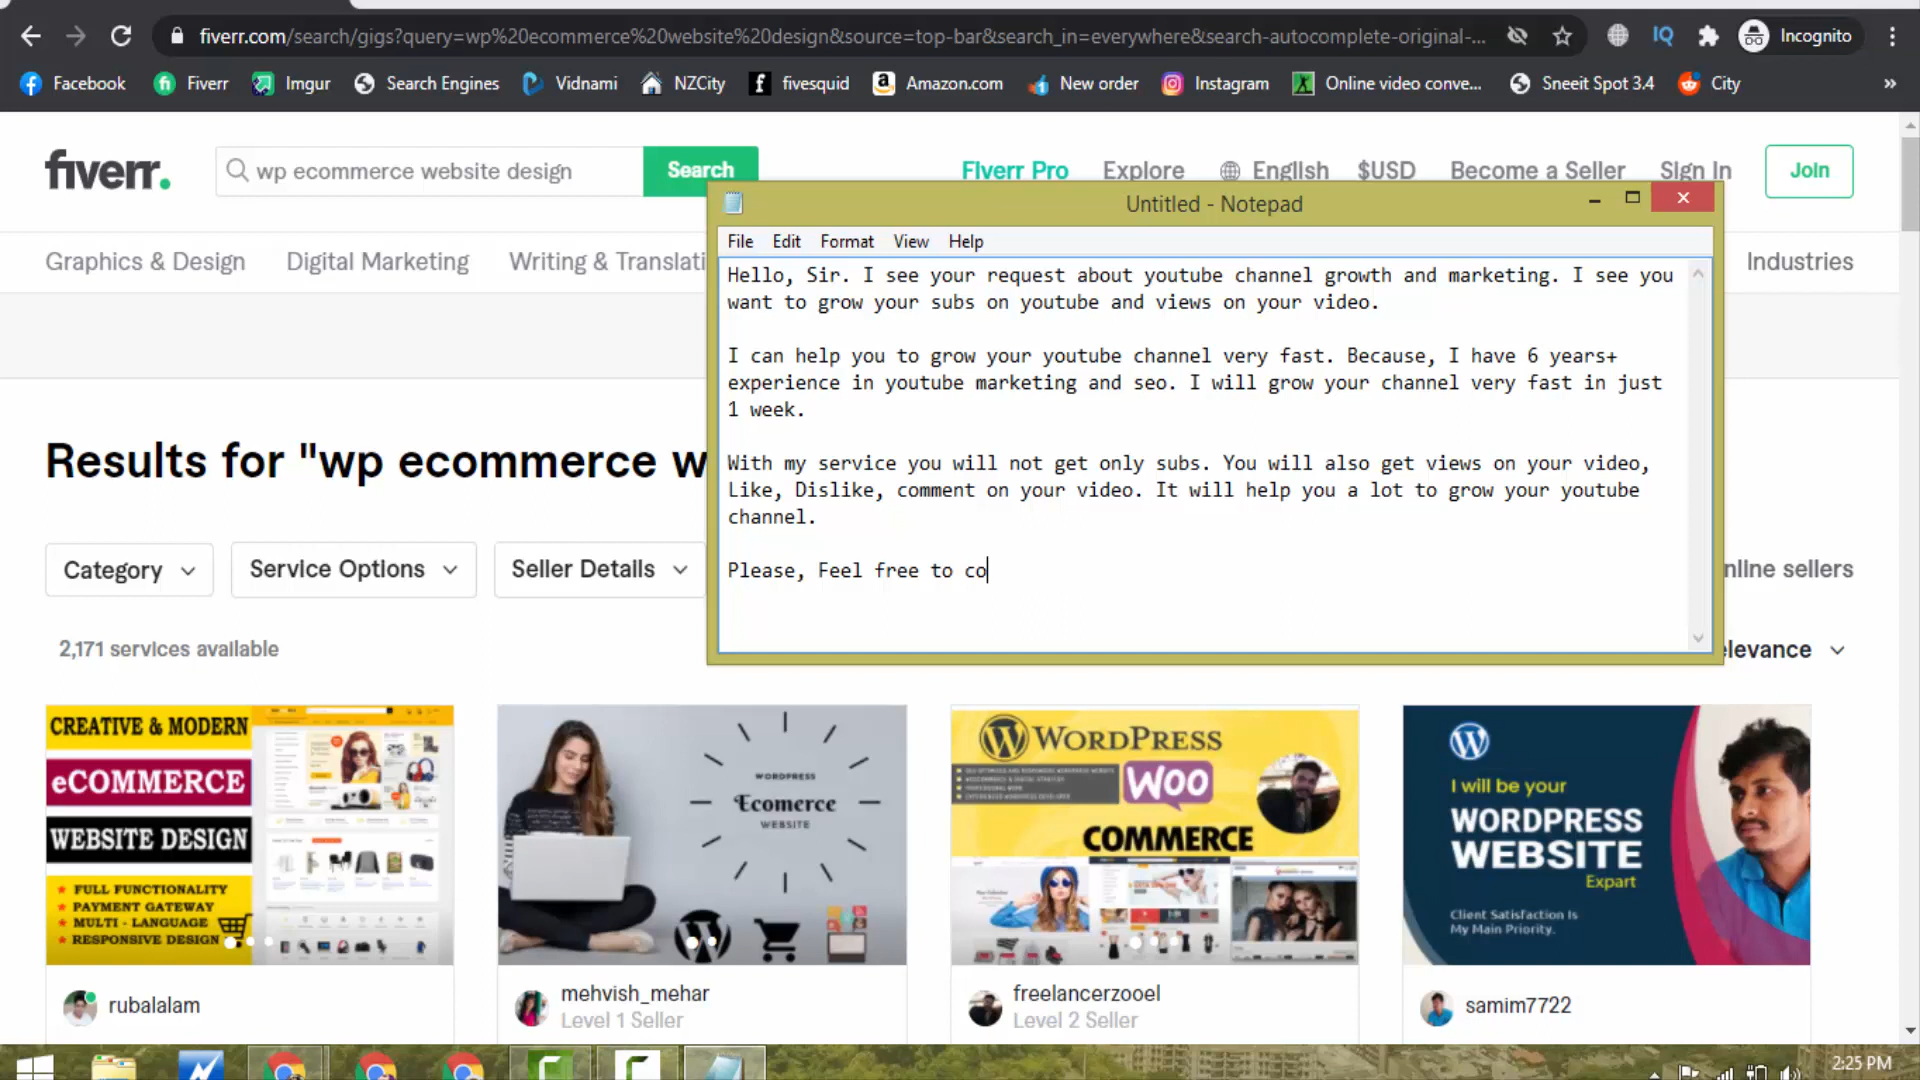 fiverr.com/search/gigs?query=wp%20ecommerce%20website%20design&source=top-bar&search_in=everywhere&search-autocomplete-original-...
Incognito
Facebook
Fiverr
Imgur
Search Engines
Vidnami
NZCity
fivesquid
Amazon.com
New order
Instagram
Online video conve...
Sneeit Spot 3.4
City
»
fiverr.
wp ecommerce website design
Search
Fiverr Pro
Explore
English
$USD
Become a Seller
Sign In
Join
Graphics & Design
Digital Marketing
Writing & Translati
Industries
Untitled - Notepad
File Edit Format View Help
Hello, Sir. I see your request about youtube channel growth and marketing. I see you
want to grow your subs on youtube and views on your video.
I can help you to grow your youtube channel very fast. Because, I have 6 years+
experience in youtube marketing and seo. I will grow your channel very fast in just
1 week.
With my service you will not get only subs. You will also get views on your video,
Like, Dislike, comment on your video. It will help you a lot to grow your youtube
channel.
Please, Feel free to co
Results for "wp ecommerce w
Category
Service Options
Seller Details
nline sellers
2,171 services available
elevance
CREATIVE & MODERN
eCOMMERCE
WEBSITE DESIGN
★ FULL FUNCTIONALITY
★ PAYMENT GATEWAY
★ MULTI - LANGUAGE
★ RESPONSIVE DESIGN
WORDPRESS
Ecomerce
WEBSITE
WORDPRESS
WOO
COMMERCE
I will be your
WORDPRESS
WEBSITE
Expart
Client Satisfaction Is
My Main Priority.
rubalalam
mehvish_mehar
Level 1 Seller
freelancerzooel
Level 2 Seller
samim7722
2:25 PM